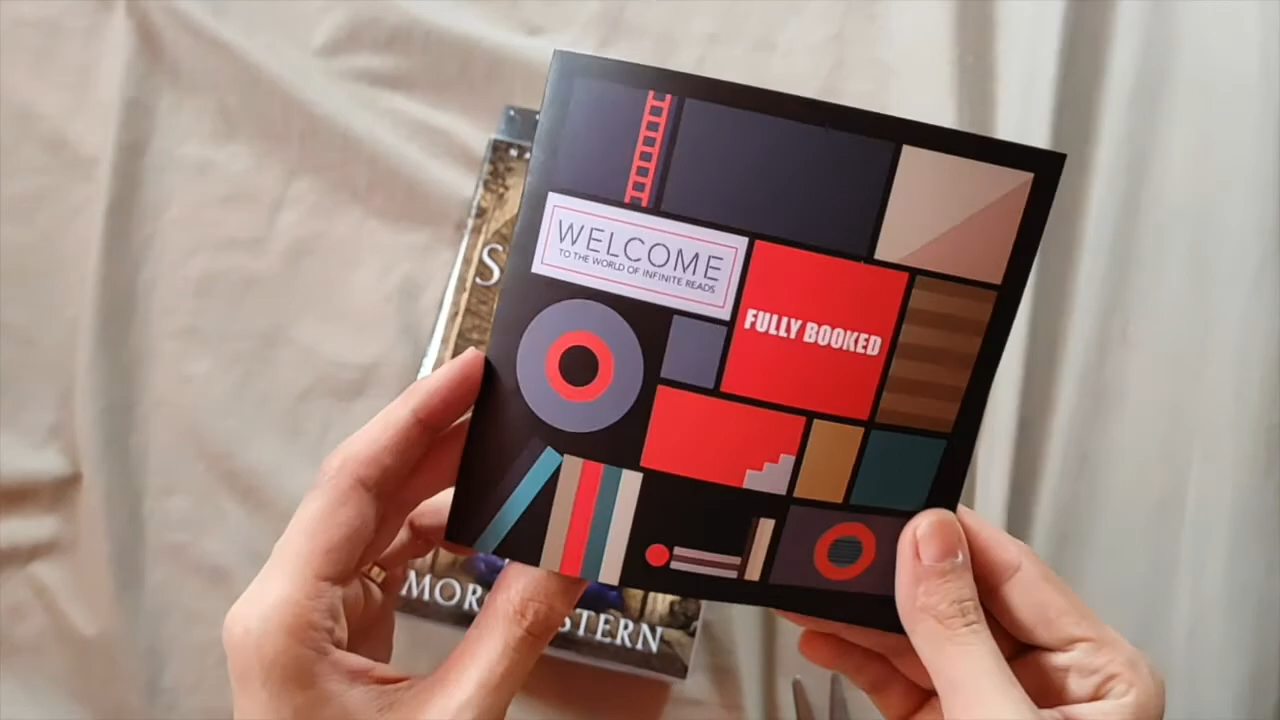 WELCOME
TO THE WORLD OF INFINITE READS
FULLY BOOKED
S
MOR
STERN